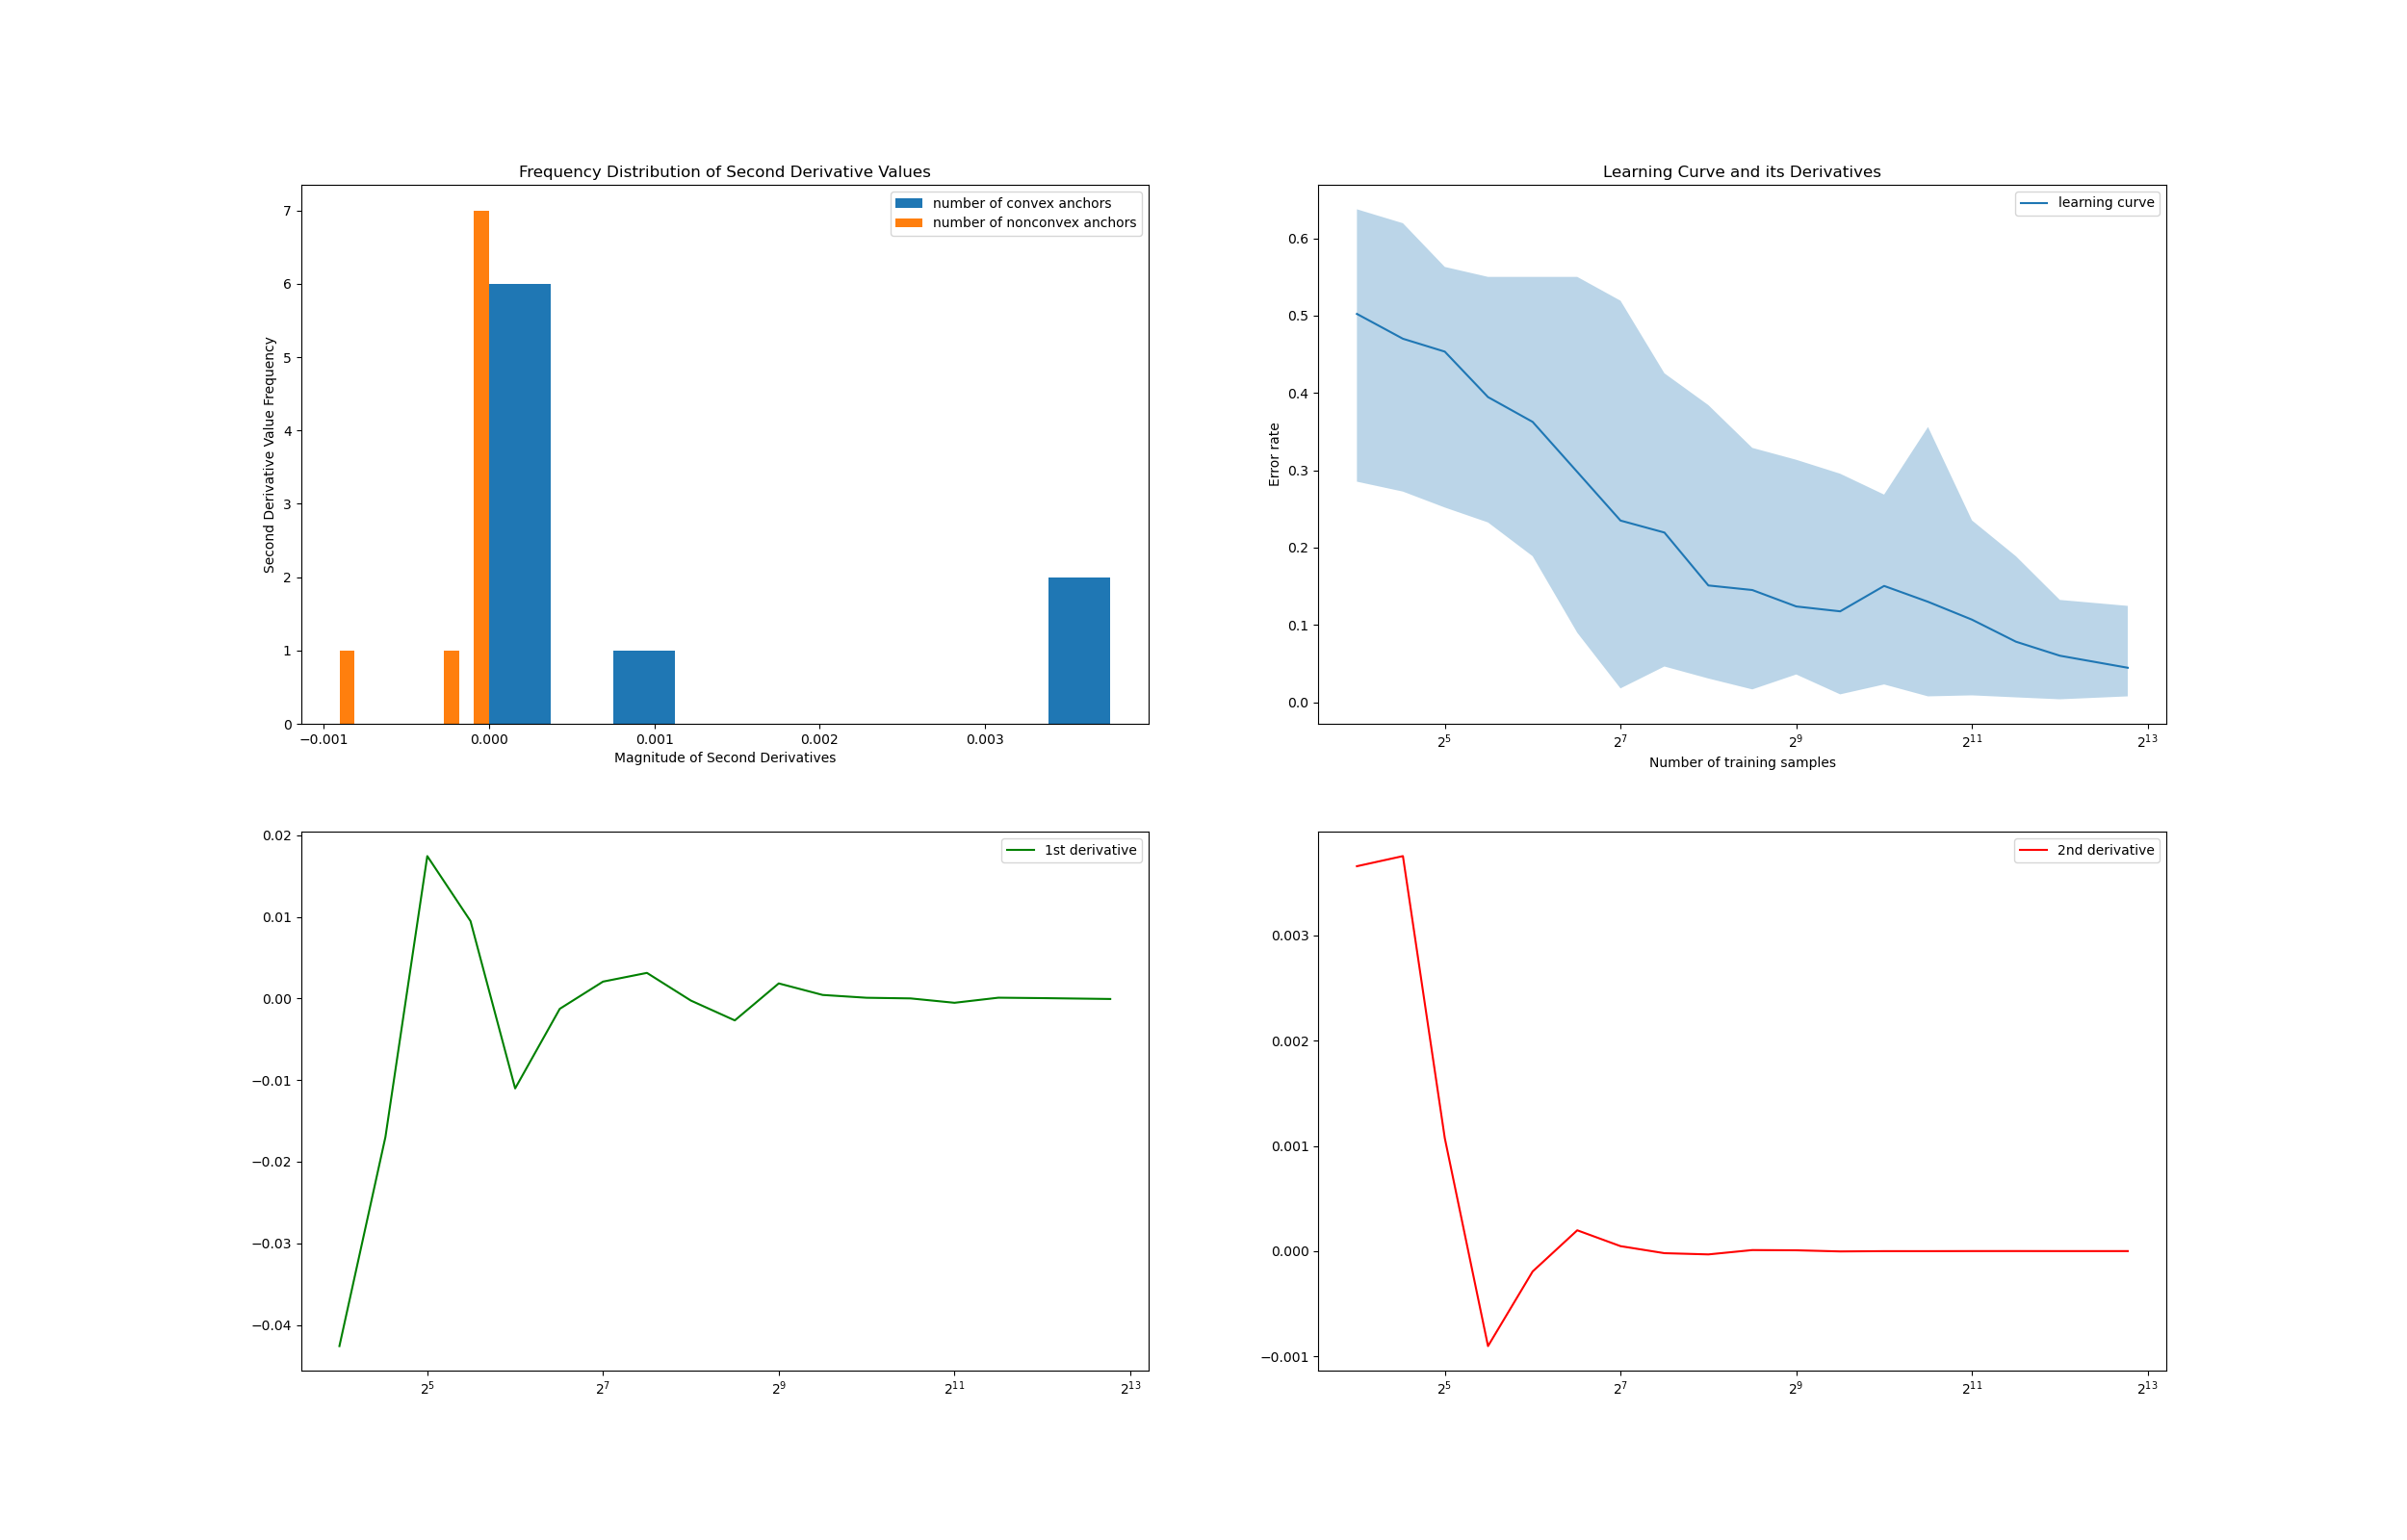 Frequency Distribution of Second Derivative Values
number of convex anchors
number of nonconvex anchors
7
6
5
4
3
2
1
0
Second Derivative Value Frequency
−0.001 0.000 0.001 0.002 0.003
Magnitude of Second Derivatives
Learning Curve and its Derivatives
learning curve
0.6
0.5
0.4
0.3
0.2
0.1
0.0
Error rate
2^5 2^7 2^9 2^11 2^13
Number of training samples
1st derivative
0.02
0.01
0.00
−0.01
−0.02
−0.03
−0.04
2^5 2^7 2^9 2^11 2^13
2nd derivative
0.003
0.002
0.001
0.000
−0.001
2^5 2^7 2^9 2^11 2^13